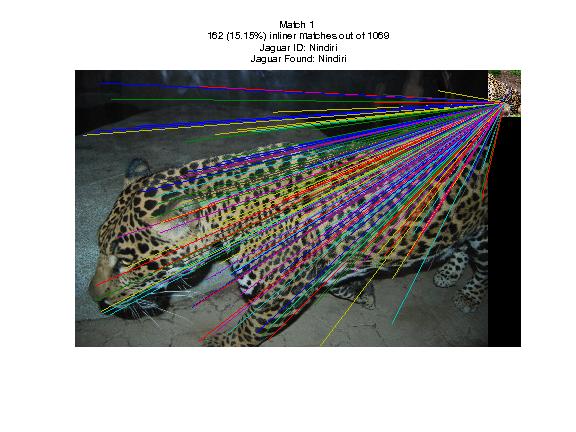 Match 1
162 (15.15%) inliner matches out of 1069
Jaguar ID: Nindiri
Jaguar Found: Nindiri